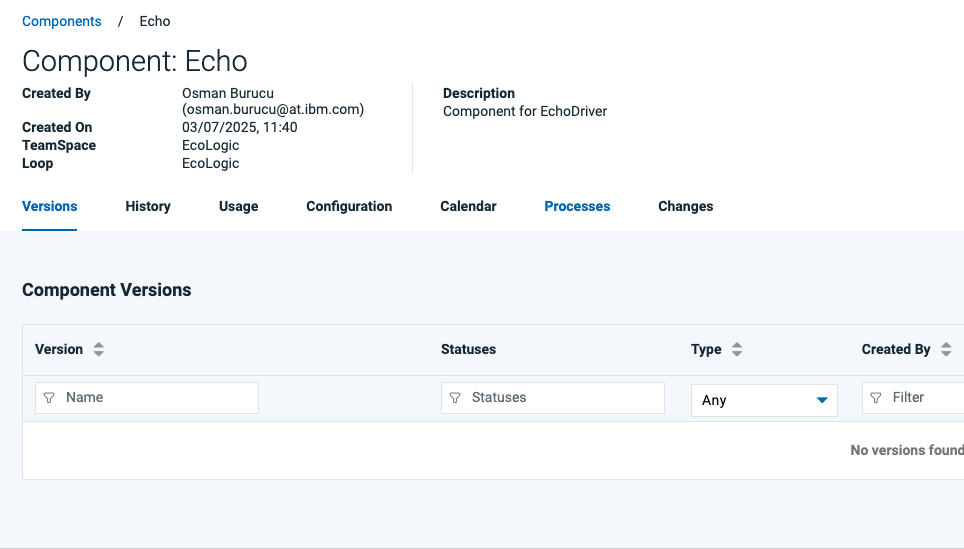 Components / Echo
Component: Echo
Created By Osman Burucu
(osman.burucu@at.ibm.com)
Created On 03/07/2025, 11:40
TeamSpace EcoLogic
Loop EcoLogic
Description
Component for EchoDriver
Versions History Usage Configuration Calendar Processes Changes
Component Versions
Version Statuses Type Created By
Name Statuses Any Filter
No versions found